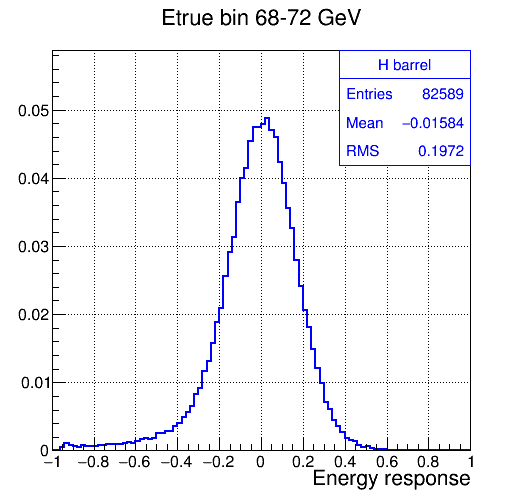 Etrue bin 68-72 GeV
H barrel
Entries 82589
Mean −0.01584
RMS 0.1972
0.05
0.04
0.03
0.02
0.01
0
−1 −0.8 −0.6 −0.4 −0.2 0 0.2 0.4 0.6 0.8 1
Energy response